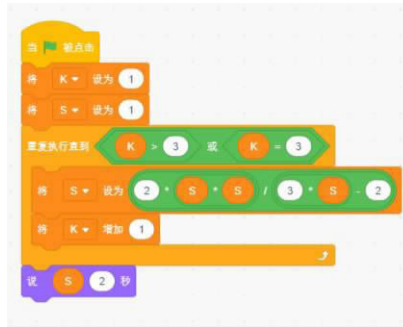 当 被点击
将 K 设为 1
将 S 设为 1
重复执行直到 K > 3 或 K = 3
将 S 设为 2 * S * S / 3 * S - 2
将 K 增加 1
说 S 2 秒